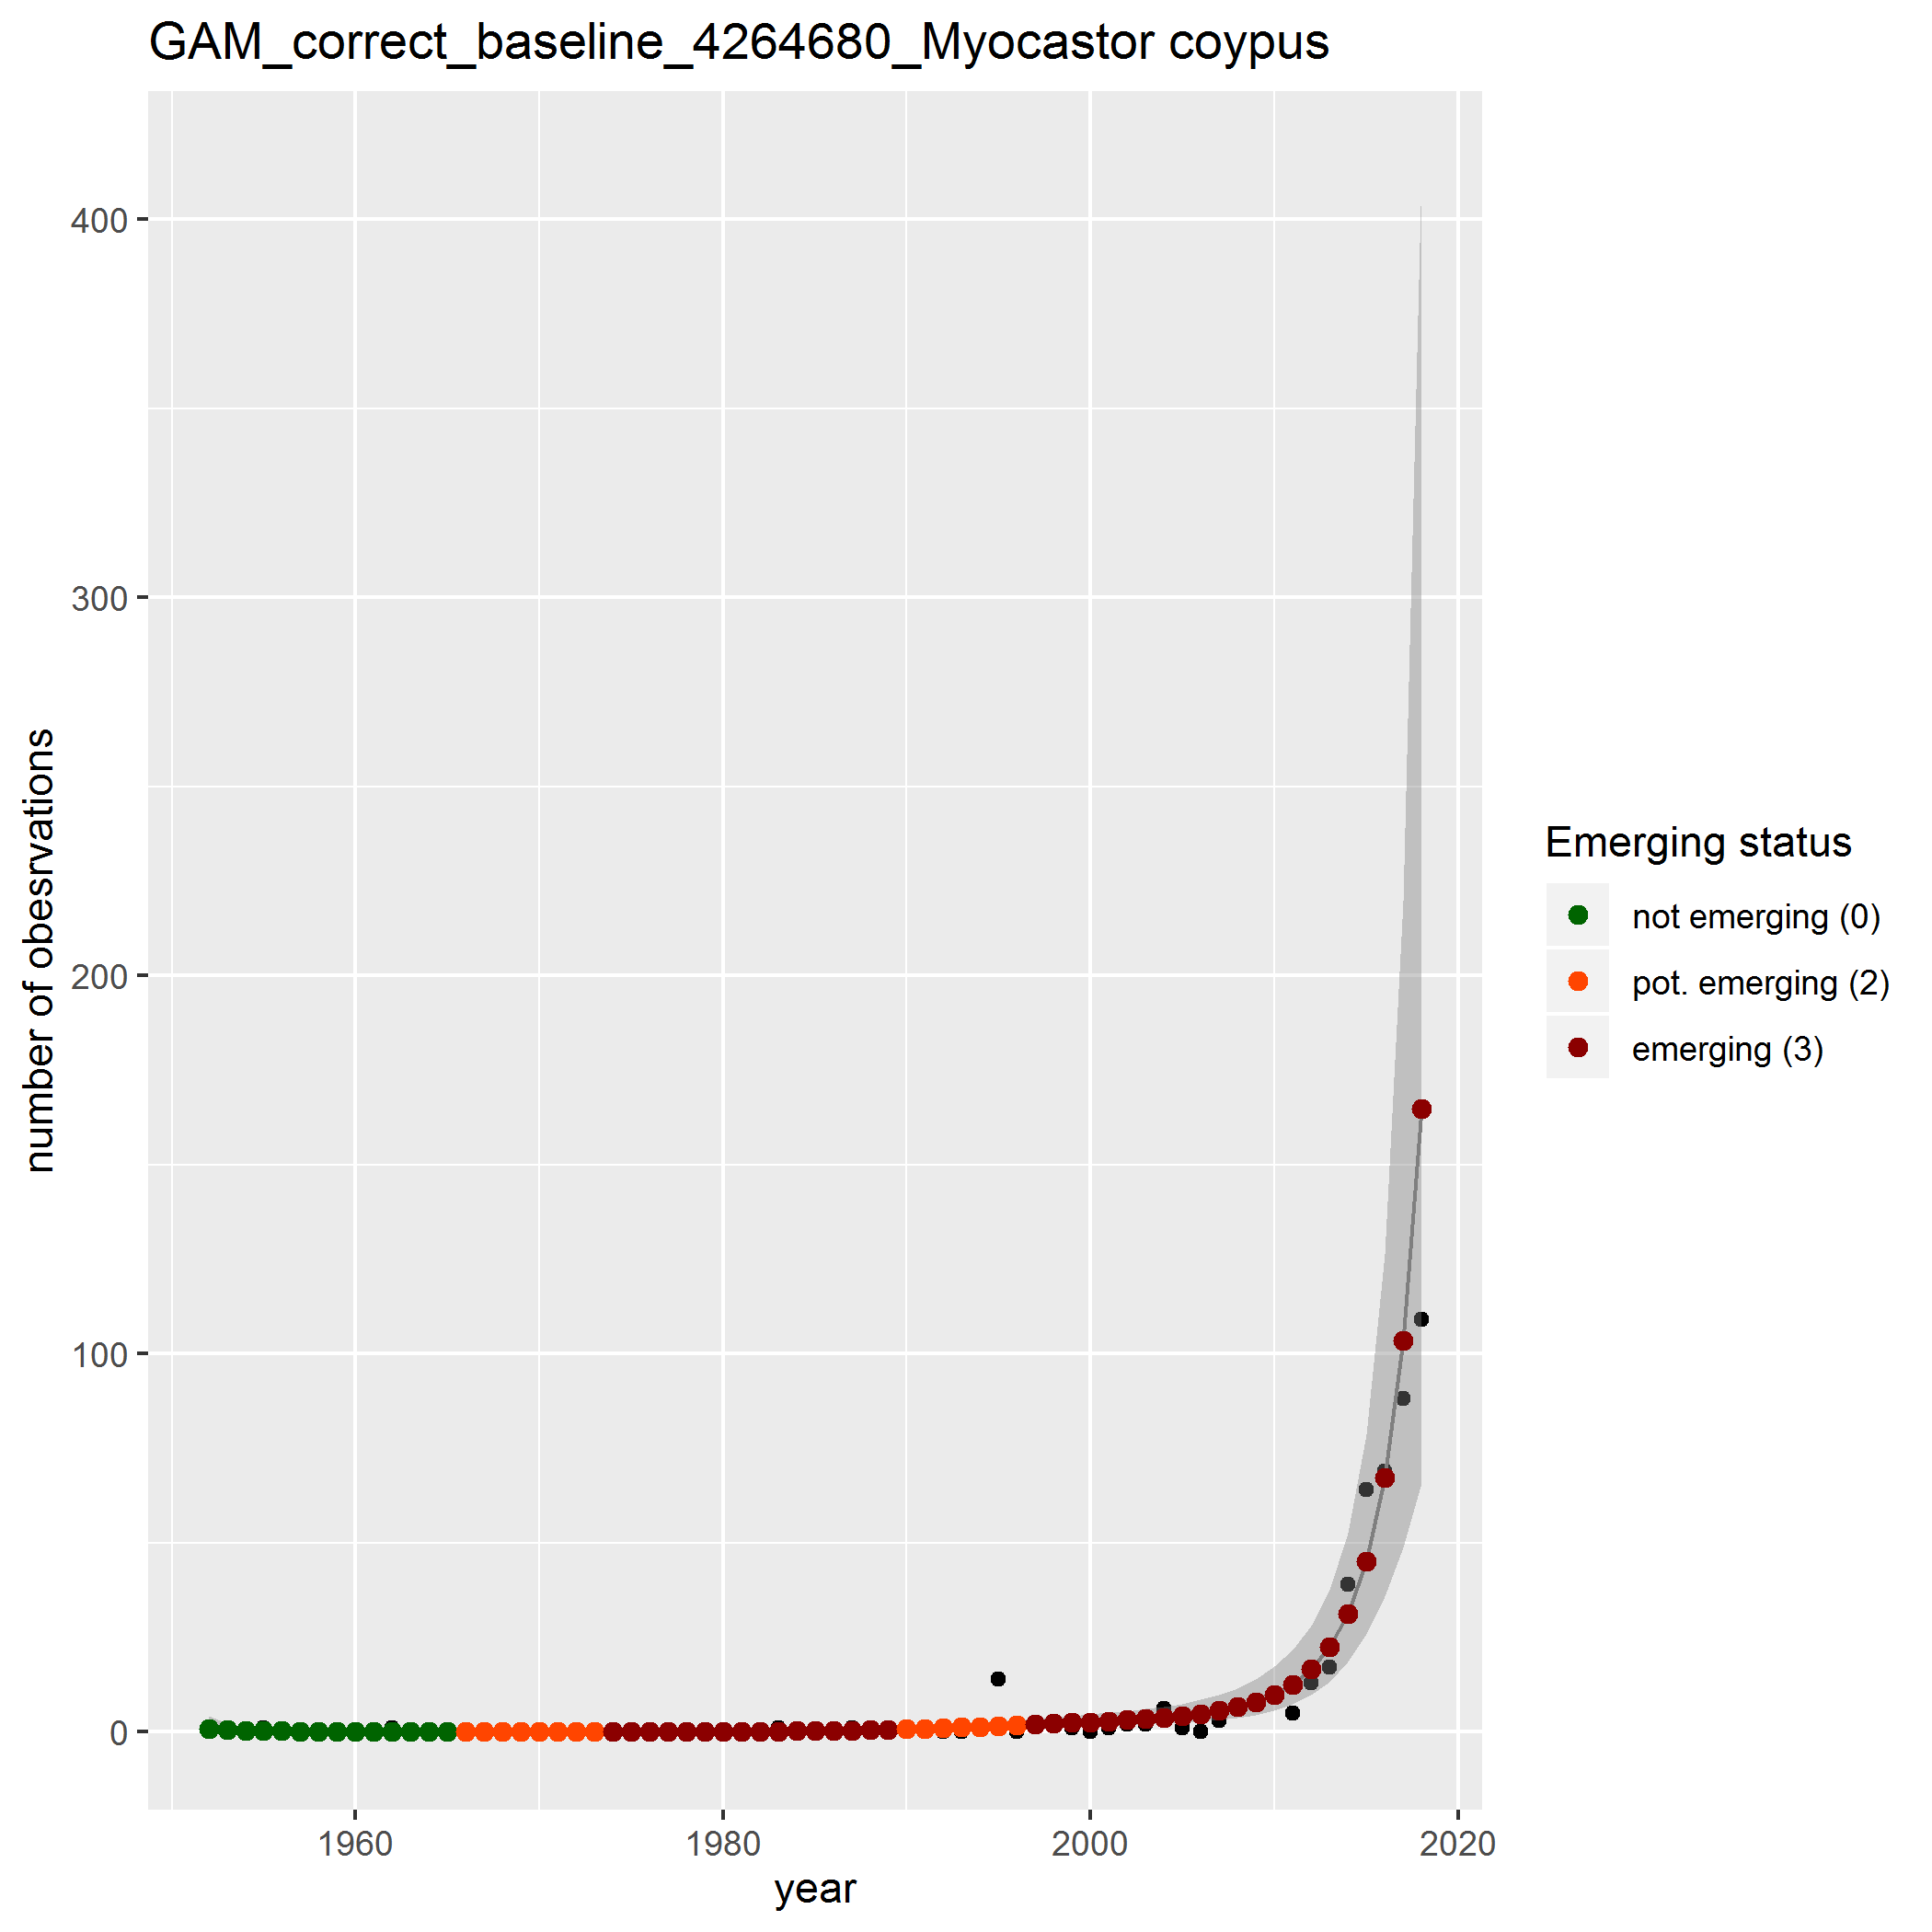 GAM_correct_baseline_4264680_Myocastor coypus
400
300
200
100
0
number of obesrvations
1960
1980
2000
2020
year
Emerging status
not emerging (0)
pot. emerging (2)
emerging (3)